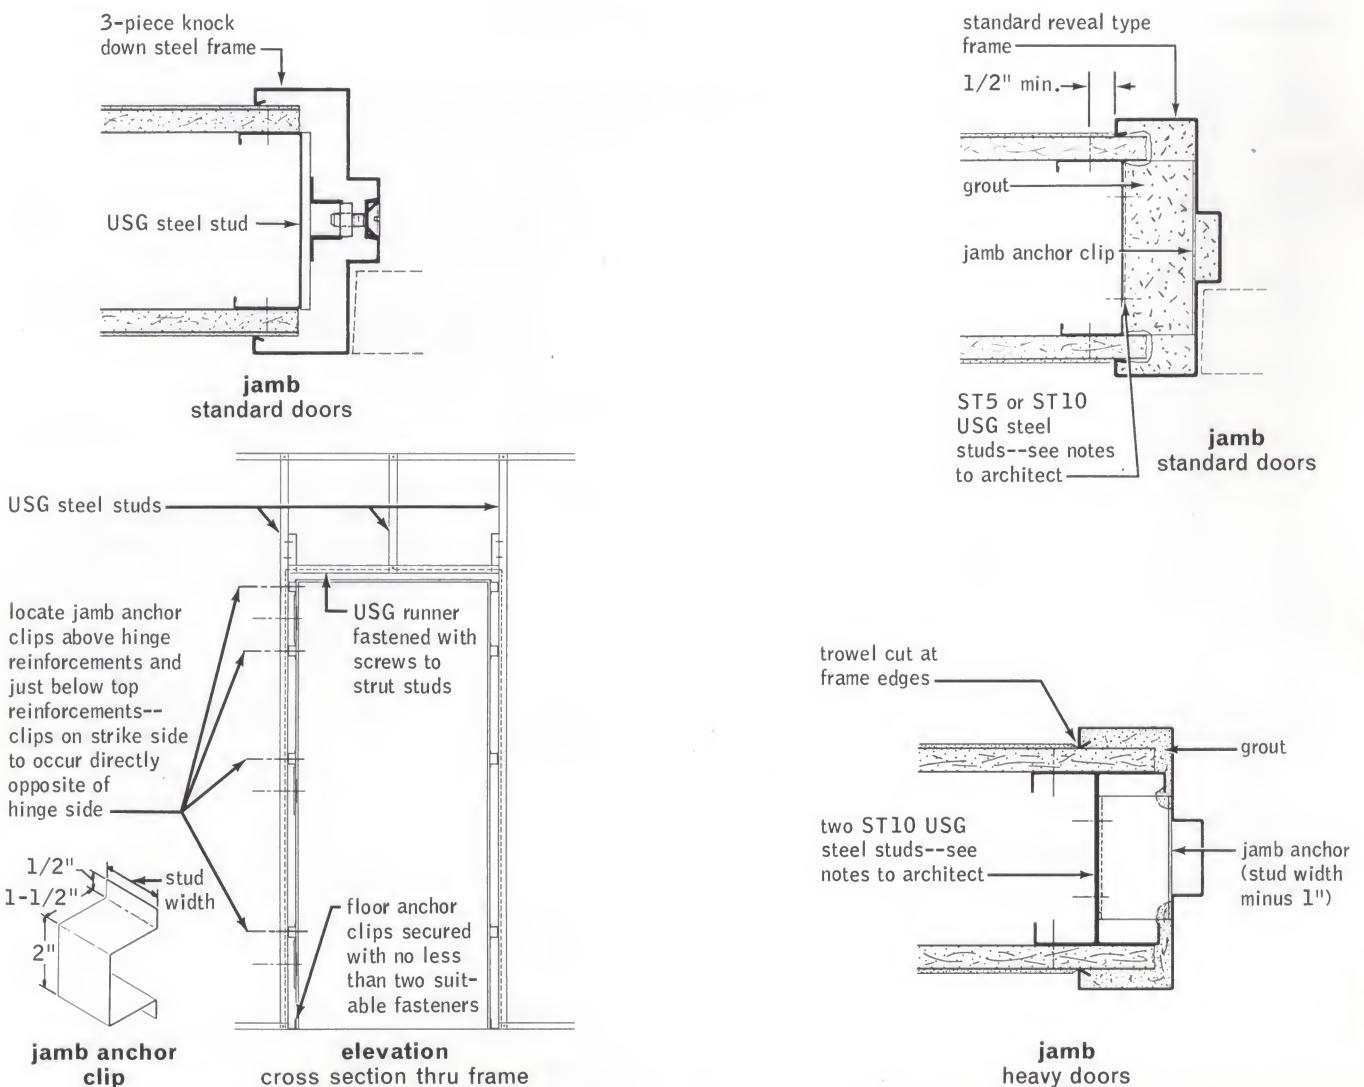 3-piece knock
down steel frame
USG steel stud
jamb
standard doors
standard reveal type
frame
1/2" min.
grout
jamb anchor clip
ST5 or ST10
USG steel
studs--see notes
to architect
jamb
standard doors
USG steel studs
locate jamb anchor
clips above hinge
reinforcements and
just below top
reinforcements--
clips on strike side
to occur directly
opposite of
hinge side
USG runner
fastened with
screws to
strut studs
floor anchor
clips secured
with no less
than two suit-
able fasteners
1/2"
1-1/2"
2"
stud
width
jamb anchor
clip
elevation
cross section thru frame
trowel cut at
frame edges
grout
two ST10 USG
steel studs--see
notes to architect
jamb anchor
(stud width
minus 1")
jamb
heavy doors